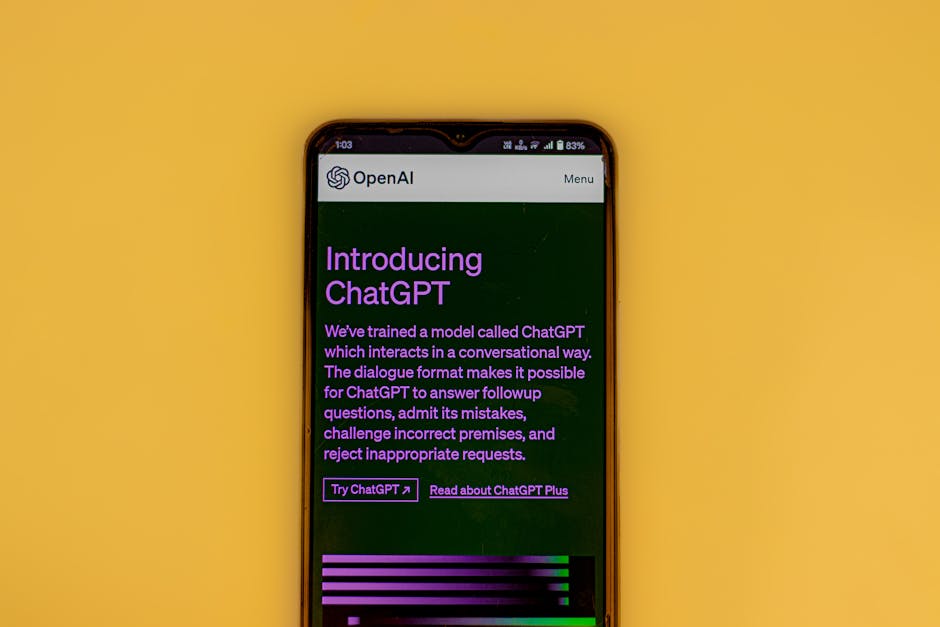 1:03 83%
OpenAI Menu
Introducing
ChatGPT
We've trained a model called ChatGPT
which interacts in a conversational way.
The dialogue format makes it possible
for ChatGPT to answer followup
questions, admit its mistakes,
challenge incorrect premises, and
reject inappropriate requests.
Try ChatGPT ↗ Read about ChatGPT Plus